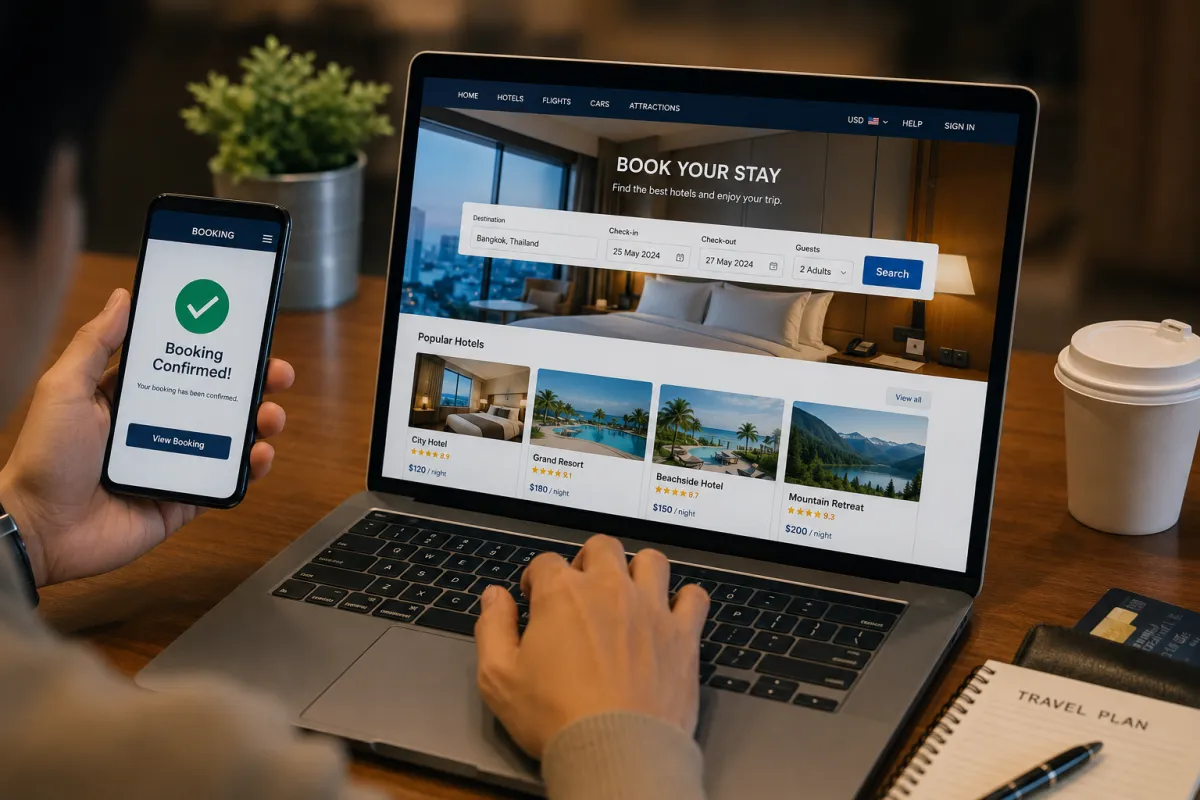 BOOKING
Booking
Confirmed!
Your booking has been confirmed.
View Booking
HOME HOTELS FLIGHTS CARS ATTRACTIONS
USD HELP SIGN IN
BOOK YOUR STAY
Find the best hotels and enjoy your trip.
Destination Check-in Check-out Guests
Bangkok, Thailand 25 May 2024 27 May 2024 2 Adults Search
Popular Hotels
View all
City Hotel
8.9
$120 / night
Grand Resort
9.1
$180 / night
Beachside Hotel
8.7
$150 / night
Mountain Retreat
9.3
$200 / night
TRAVEL PLAN